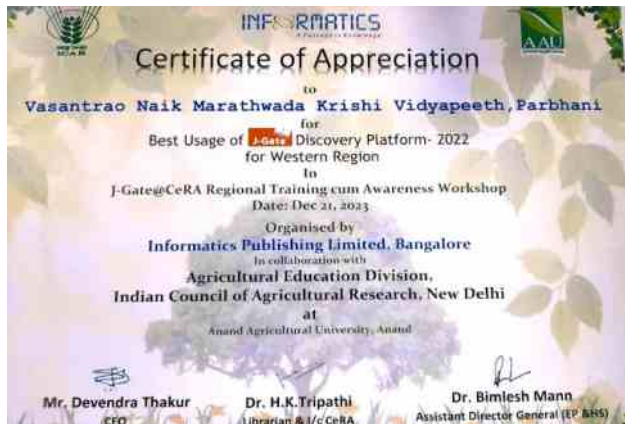 ICAR
INFORMATICS
AAU
Certificate of Appreciation
to
Vasantrao Naik Marathwada Krishi Vidyapeeth,Parbhani
for
Best Usage of J-Gate Discovery Platform- 2022
for Western Region
In
J-Gate@CeRA Regional Training cum Awareness Workshop
Date: Dec 21, 2023
Organised by
Informatics Publishing Limited, Bangalore
In collaboration with
Agricultural Education Division,
Indian Council of Agricultural Research, New Delhi
at
Anand Agricultural University, Anand
Mr. Devendra Thakur
CEO
Dr. H.K.Tripathi
Librarian & I/c CeRA
Dr. Bimlesh Mann
Assistant Director General (EP &HS)